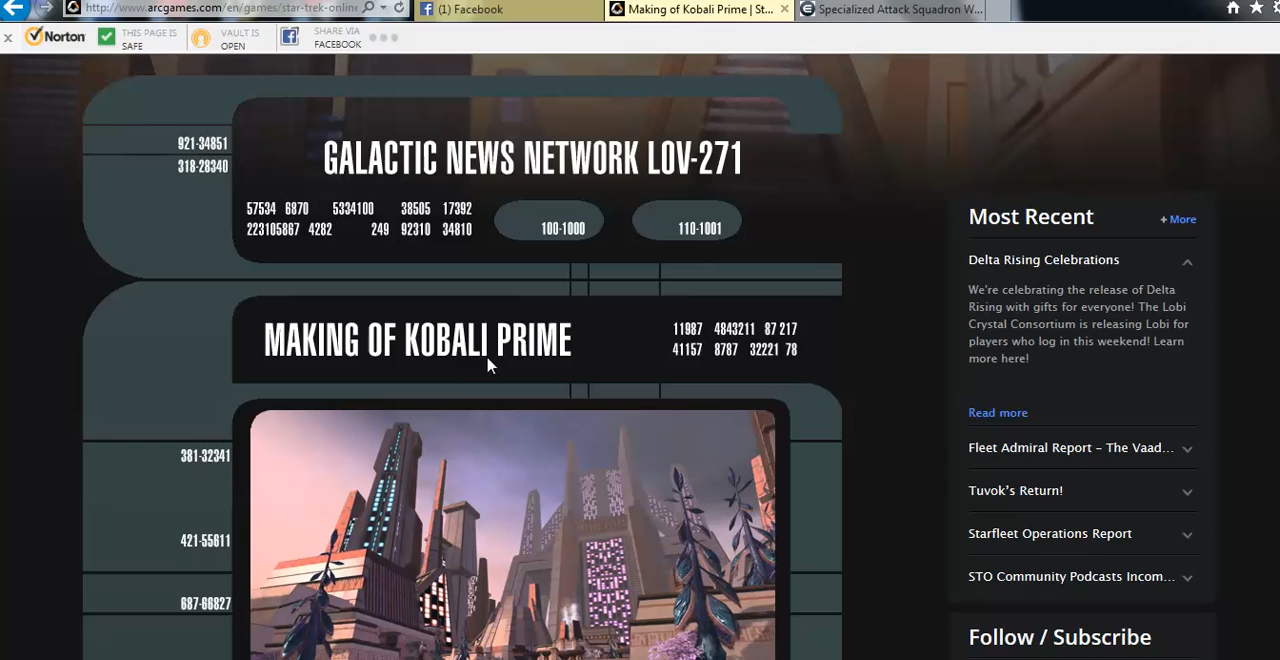 http://www.arcgames.com/en/games/star-trek-online
(1) Facebook
Making of Kobali Prime | St...
Specialized Attack Squadron W...
Norton
THIS PAGE IS
SAFE
VAULT IS
OPEN
SHARE VIA
FACEBOOK
921-34851
318-28340
GALACTIC NEWS NETWORK LOV-271
57534 6870 5334100 38505 17392
223105867 4282 249 92310 34810
100-1000
110-1001
MAKING OF KOBALI PRIME
11987 4843211 87 217
41157 8787 32221 78
381-32341
421-55611
687-66827
Most Recent
+ More
Delta Rising Celebrations
We're celebrating the release of Delta
Rising with gifts for everyone! The Lobi
Crystal Consortium is releasing Lobi for
players who log in this weekend! Learn
more here!
Read more
Fleet Admiral Report – The Vaad...
Tuvok's Return!
Starfleet Operations Report
STO Community Podcasts Incom...
Follow / Subscribe